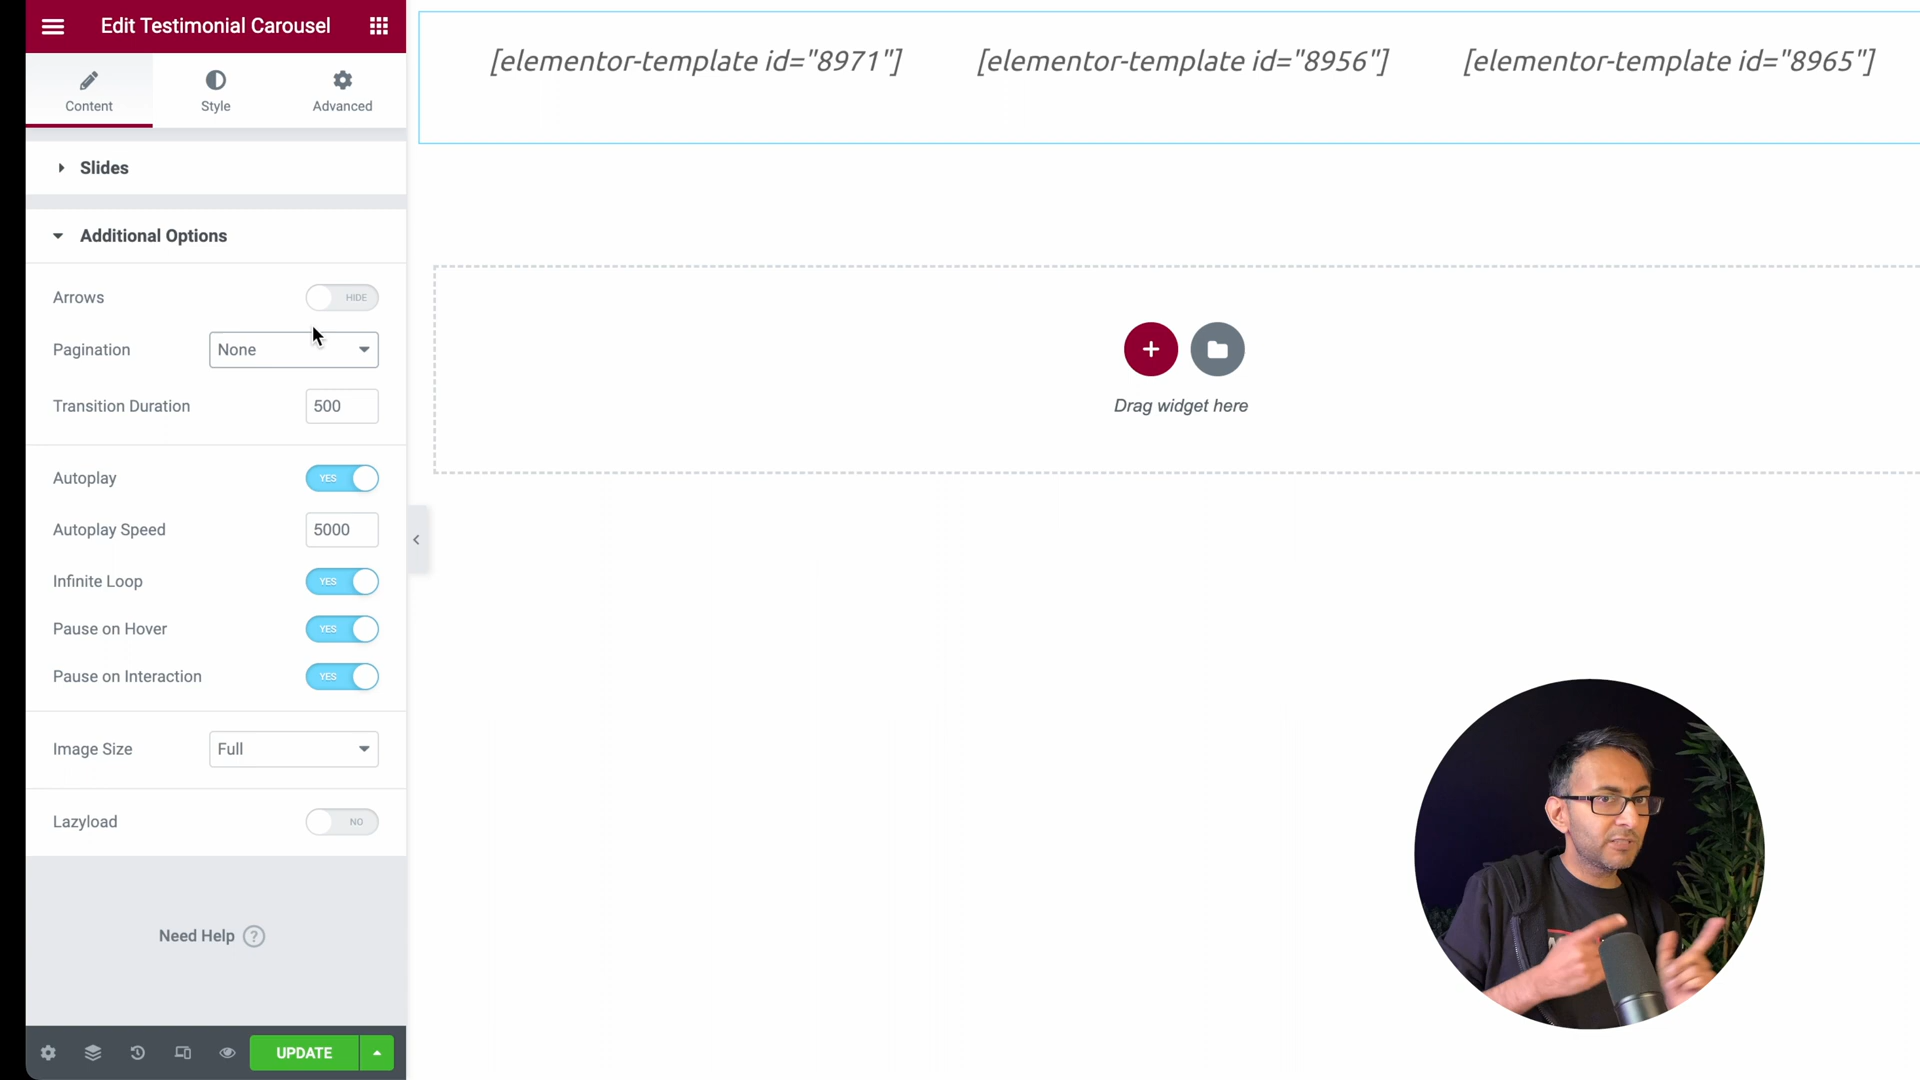 Edit Testimonial Carousel
Content
Style
Advanced
Slides
Additional Options
Arrows
HIDE
Pagination
None
Transition Duration
500
Autoplay
YES
Autoplay Speed
5000
Infinite Loop
YES
Pause on Hover
YES
Pause on Interaction
YES
Image Size
Full
Lazyload
NO
Need Help ?
UPDATE
[elementor-template id="8971"]
[elementor-template id="8956"]
[elementor-template id="8965"]
Drag widget here